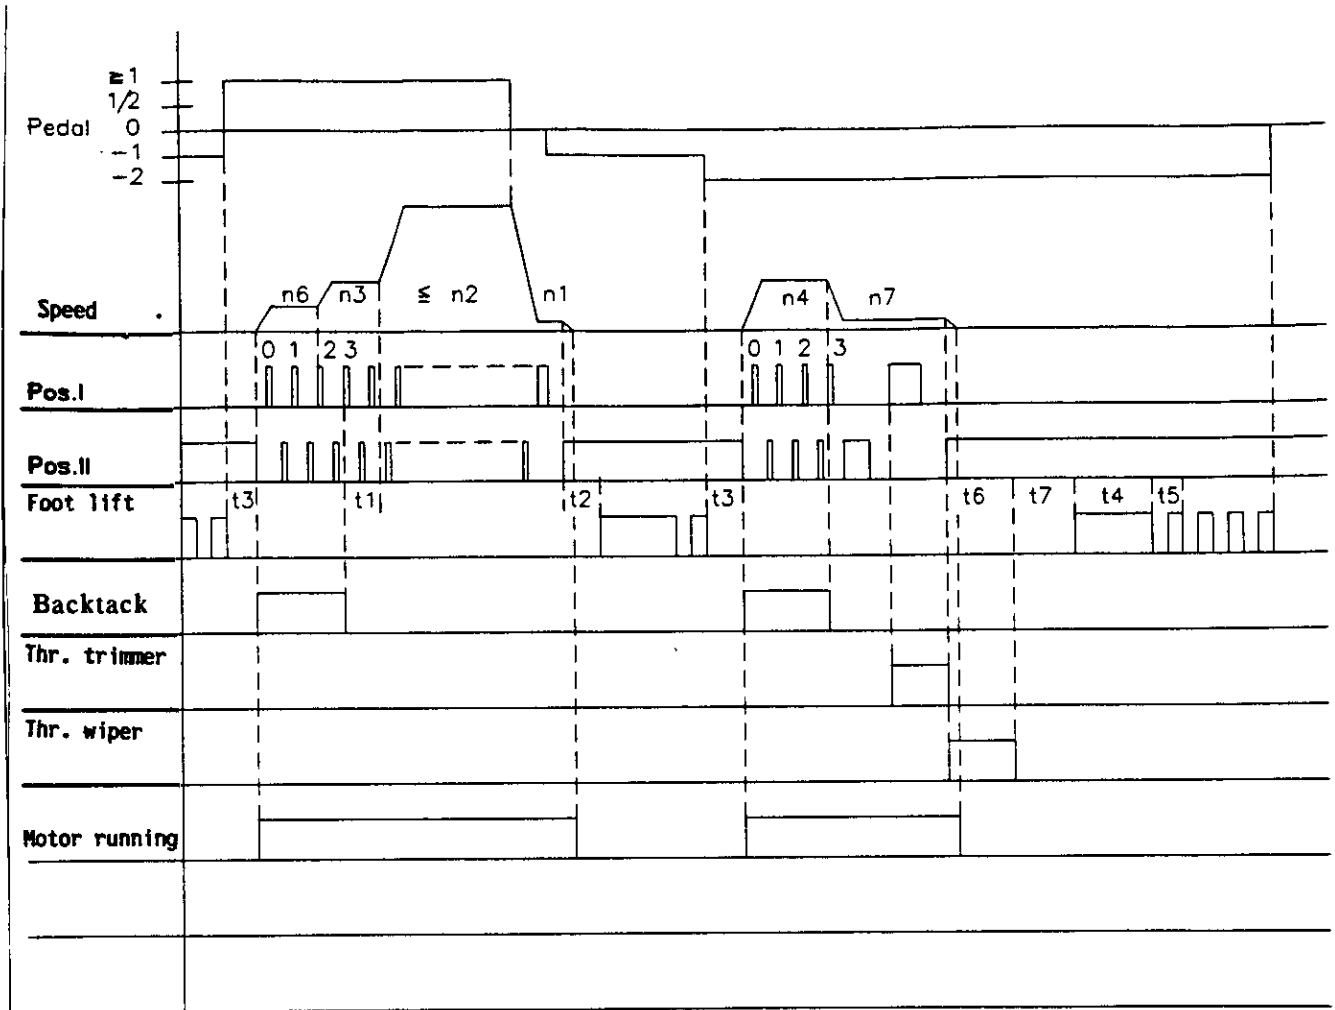 ≧1
1/2
Pedal 0
-1
-2
Speed n6 n3 ≦ n2 n1 n4 n7
0 1 2 3 0 1 2 3
Pos.I
Pos.II
Foot lift t3 t1 t2 t3 t6 t7 t4 t5
Backtack
Thr. trimmer
Thr. wiper
Motor running